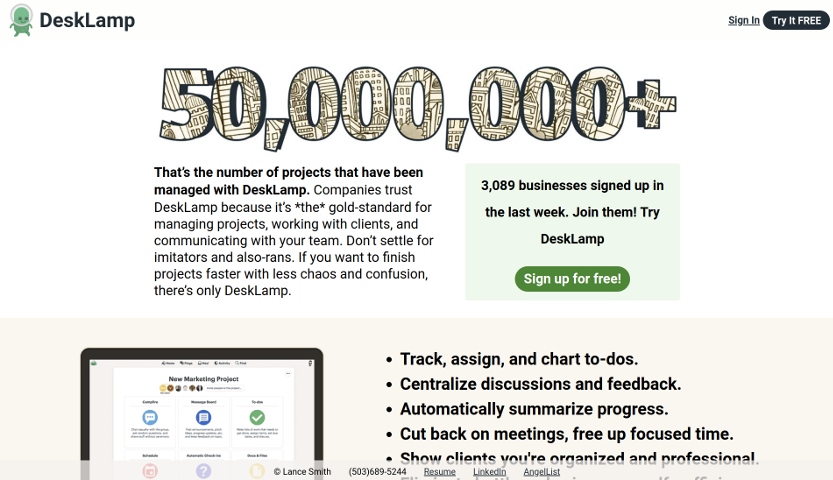 DeskLamp
Sign In
Try It FREE
50,000,000+
That's the number of projects that have been
managed with DeskLamp. Companies trust
DeskLamp because it's *the* gold-standard for
managing projects, working with clients, and
communicating with your team. Don't settle for
imitators and also-rans. If you want to finish
projects faster with less chaos and confusion,
there's only DeskLamp.
3,089 businesses signed up in
the last week. Join them! Try
DeskLamp
Sign up for free!
New Marketing Project
Campfire
Message Board
To-dos
Schedule
Automatic Check-ins
Docs & Files
• Track, assign, and chart to-dos.
• Centralize discussions and feedback.
• Automatically summarize progress.
• Cut back on meetings, free up focused time.
• Show clients you're organized and professional.
© Lance Smith
(503)689-5244
Resume
LinkedIn
AngelList